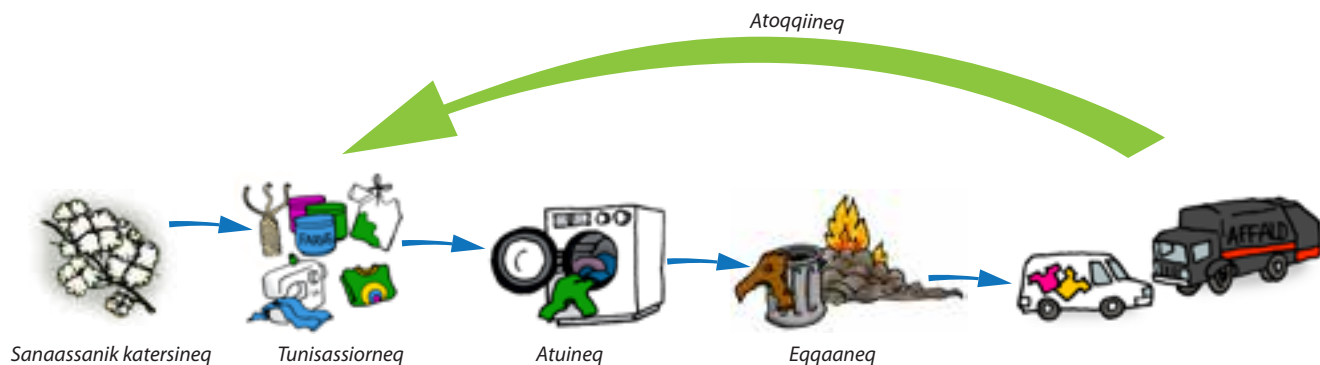 Atoqqiineq
FARVE
AFFALD
Sanaassanik katersineq
Tunisassiorneq
Atuineq
Eqqaaneq